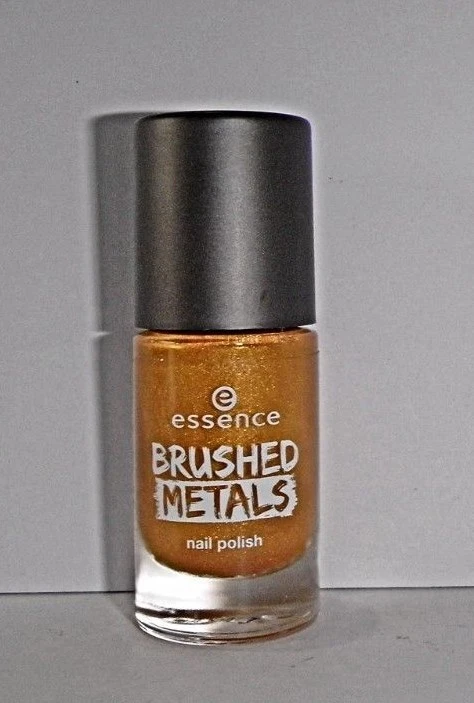 e
essence
BRUSHED
METALS
nail polish